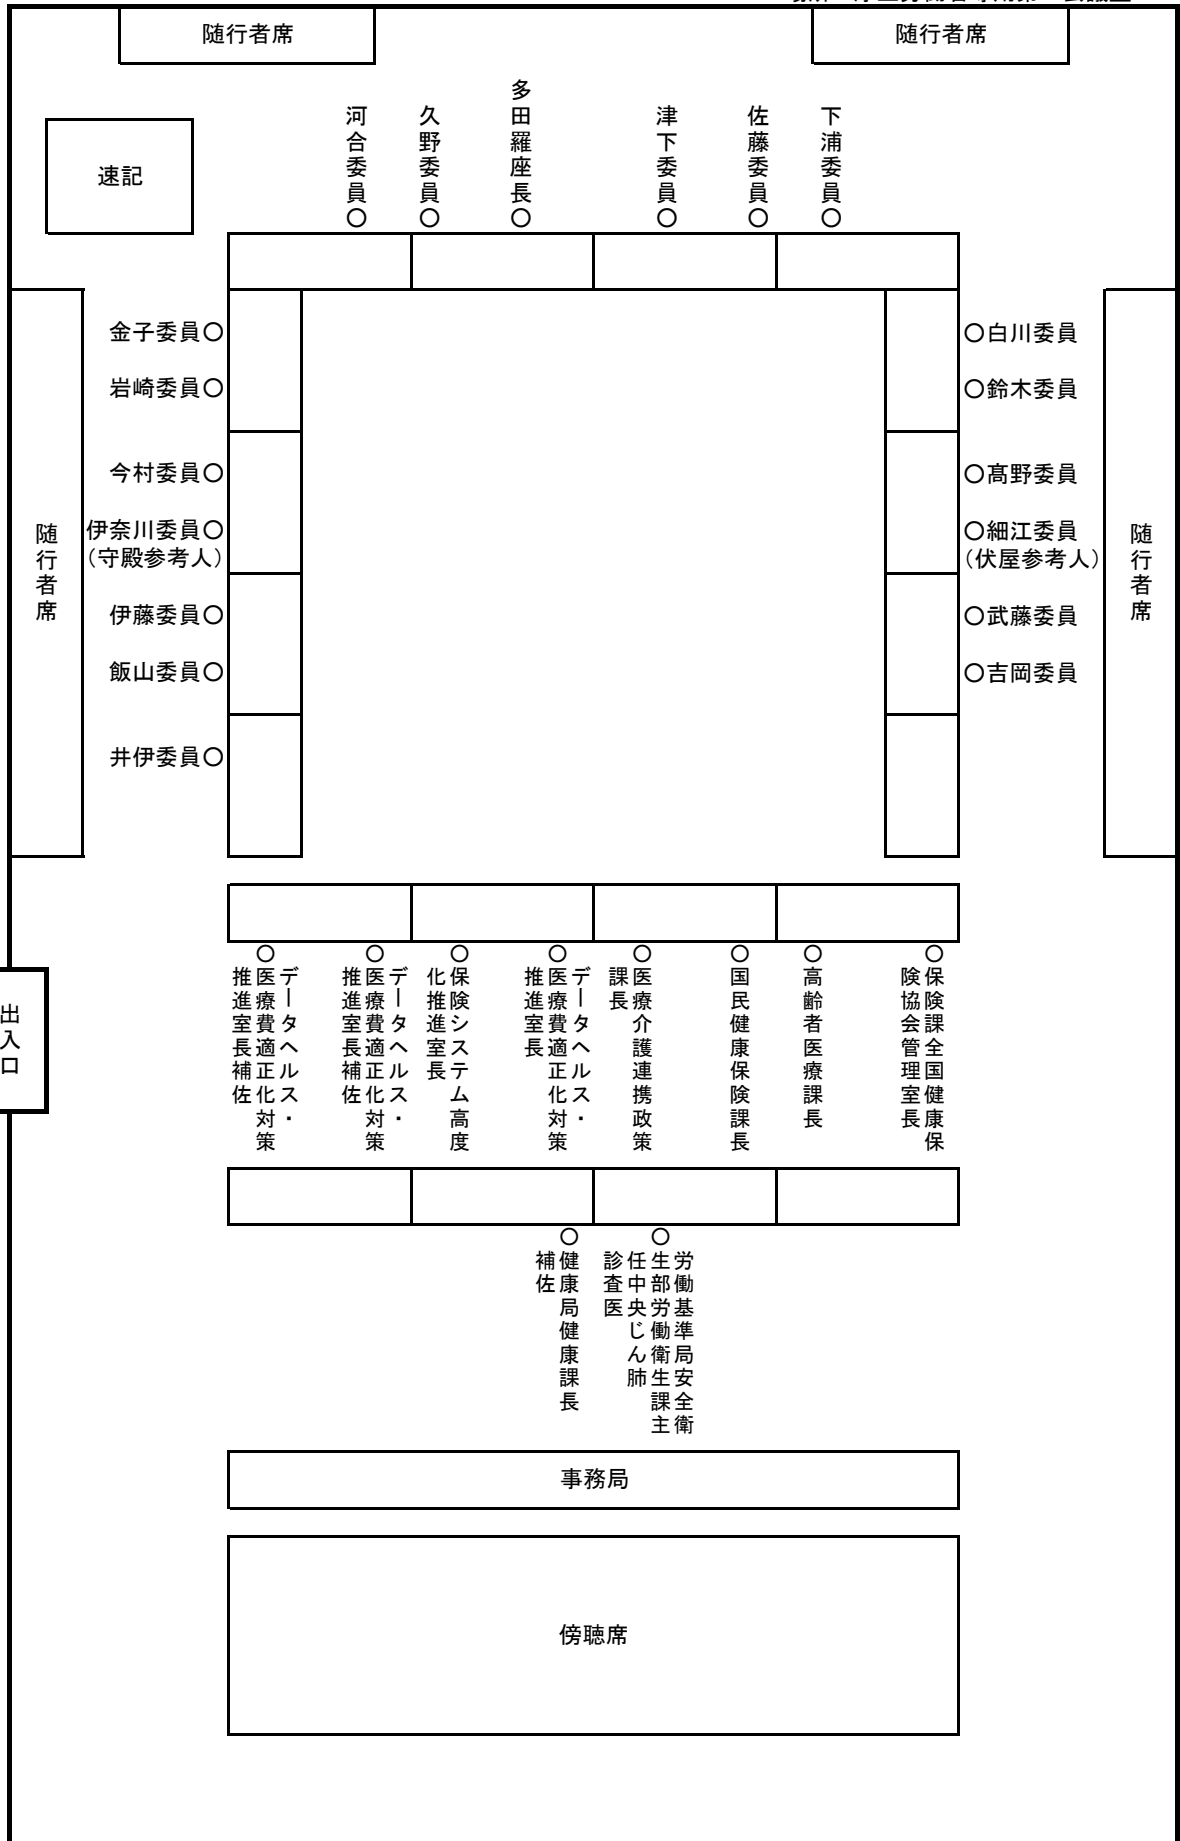 随行者席
随行者席
速記
河合委員○
久野委員○
多田羅座長○
津下委員○
佐藤委員○
下浦委員○
金子委員○
岩崎委員○
今村委員○
伊奈川委員○
(守殿参考人)
伊藤委員○
飯山委員○
井伊委員○
○白川委員
○鈴木委員
○髙野委員
○細江委員
(伏屋参考人)
○武藤委員
○吉岡委員
随行者席
随行者席
出入口
○データヘルス・
医療費適正化対策
推進室長補佐
○データヘルス・
医療費適正化対策
推進室長補佐
○保険システム高度
化推進室長
○データヘルス・
医療費適正化対策
推進室長
○医療介護連携政策
課長
○国民健康保険課長
○高齢者医療課長
○保険課全国健康保
険協会管理室長
○健康局健康課長
補佐
○労働基準局安全衛
生部労働衛生課主
任中央じん肺
診査医
事務局
傍聴席